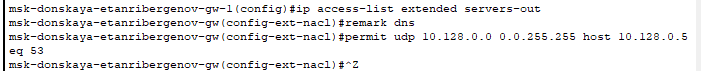 msk-donskaya-etanribergenov-gw-1(config)#ip access-list extended servers-out
msk-donskaya-etanribergenov-gw(config-ext-nacl)#remark dns
msk-donskaya-etanribergenov-gw(config-ext-nacl)#permit udp 10.128.0.0 0.0.255.255 host 10.128.0.5
eq 53
msk-donskaya-etanribergenov-gw(config-ext-nacl)#^Z